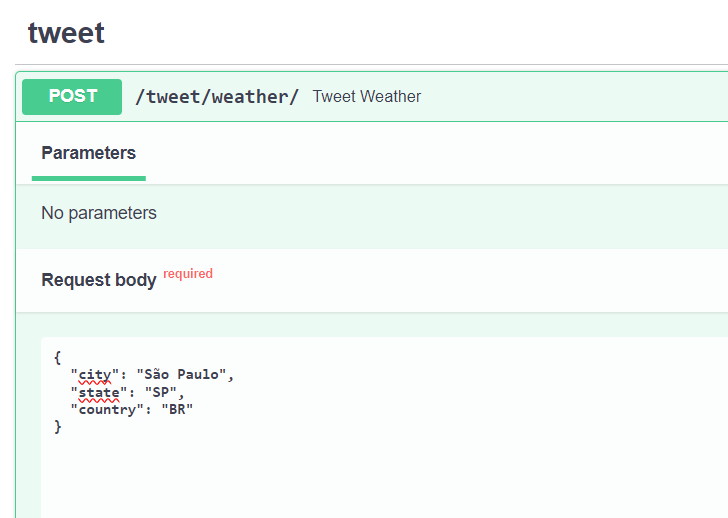 tweet
POST /tweet/weather/ Tweet Weather
Parameters
No parameters
Request body required
{
"city": "São Paulo",
"state": "SP",
"country": "BR"
}